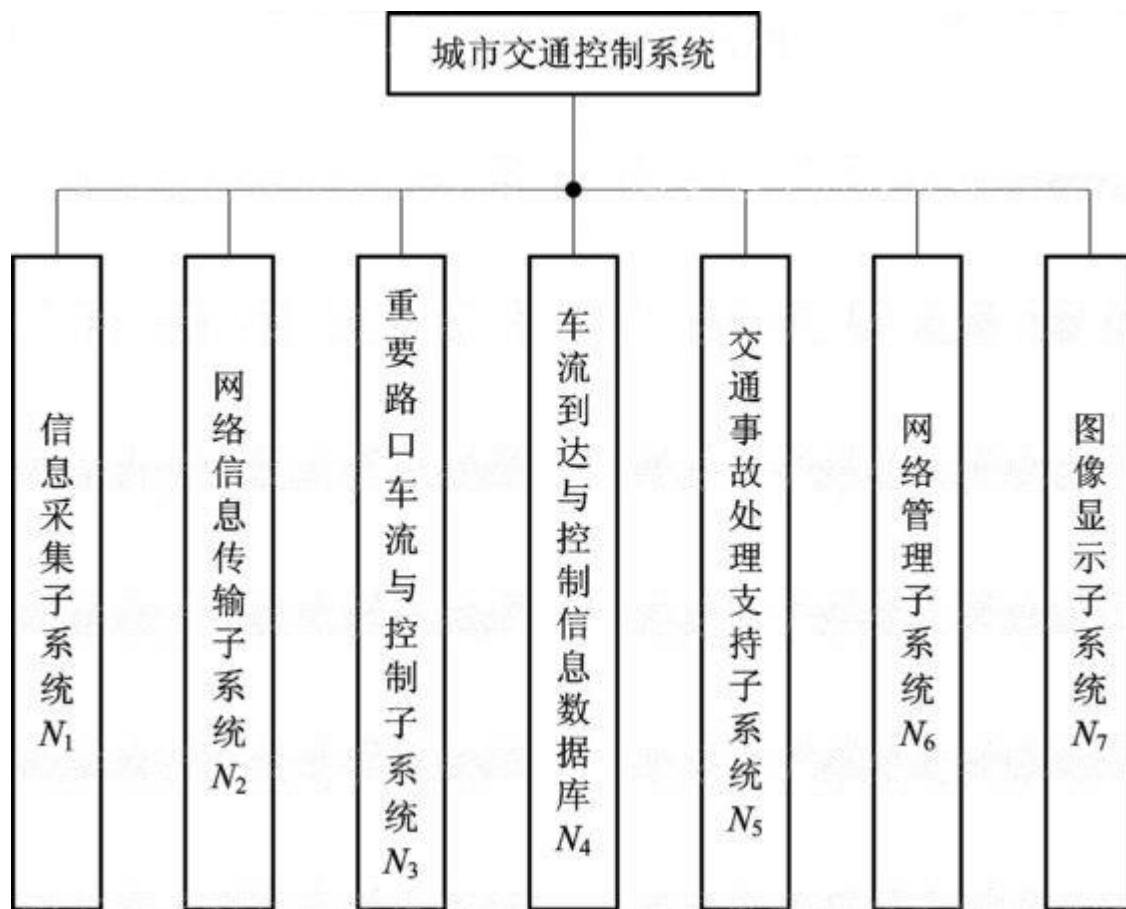 城市交通控制系统
信息采集子系统N1
网络信息传输子系统N2
重要路口车流与控制子系统N3
车流到达与控制信息数据库N4
交通事故处理支持子系统N5
网络管理子系统N6
图像显示子系统N7